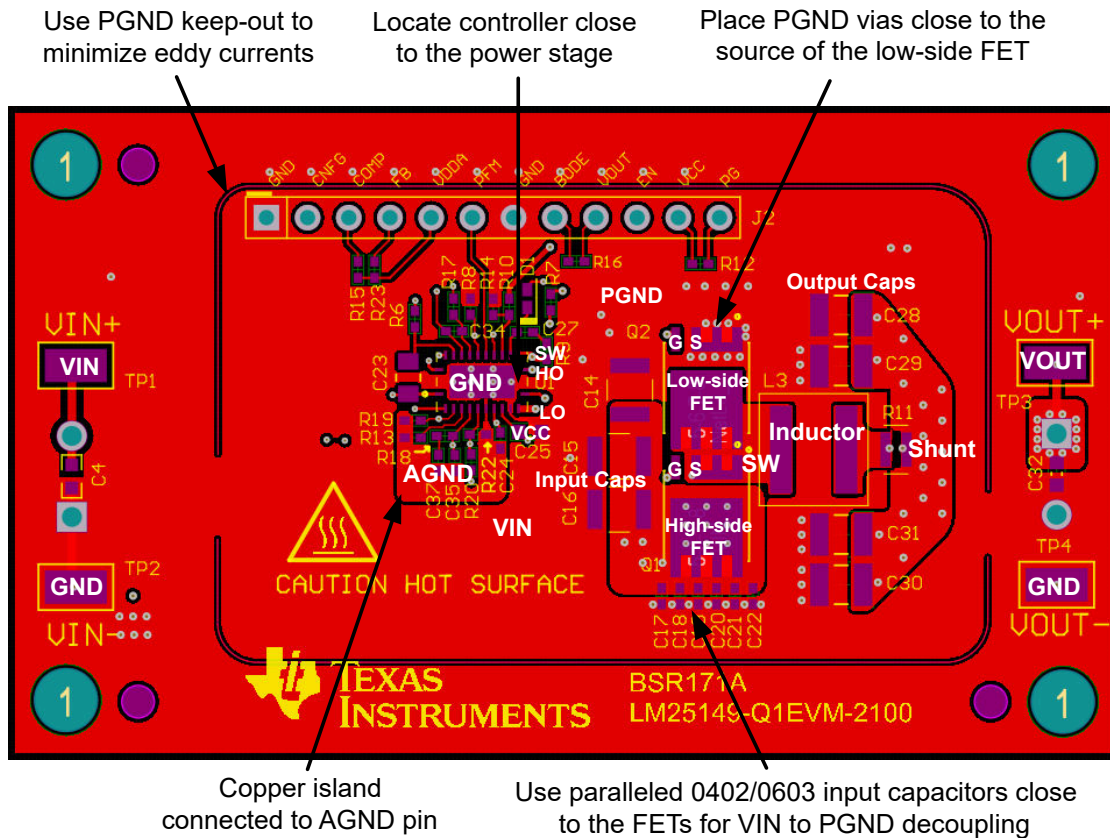 Use PGND keep-out to
minimize eddy currents
Locate controller close
to the power stage
Place PGND vias close to the
source of the low-side FET
1
1
GND
CNFG
COMP
FB
VDDA
PFM
GND
BODE
VOUT
EN
VCC
PG
J2
R15
R23
R17
R8
R14
R10
D1
R7
R16
R12
R6
C34
C27
PGND
Output Caps
Q2
G S
C28
VIN+
VIN
TP1
C23
GND
SW
HO
LO
VCC
C14
Low-side
FET
L3
C29
VOUT+
VOUT
TP3
R19
R13
R18
AGND
C37
C35
R20
R22
C24
C25
C15
Input Caps
C16
G S
SW
Inductor
R11
Shunt
C32
C4
VIN
High-side
FET
Q1
C31
TP4
C30
TP2
GND
VIN-
CAUTION HOT SURFACE
GND
VOUT-
C17
C18
C19
C20
C21
C22
1
TEXAS
INSTRUMENTS
BSR171A
LM25149-Q1EVM-2100
1
Copper island
connected to AGND pin
Use paralleled 0402/0603 input capacitors close
to the FETs for VIN to PGND decoupling